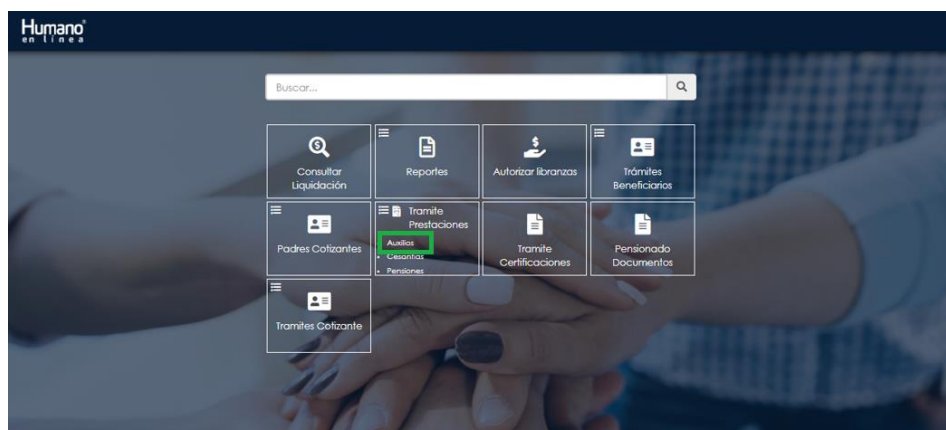 Humano®
en línea
Buscar...
Consultar
Liquidación
Reportes
Autorizar libranzas
Trámites
Beneficiarios
Padres Cotizantes
Tramite
Prestaciones
Auxilios
Cesantías
Pensiones
Tramite
Certificaciones
Pensionado
Documentos
Tramites Cotizante